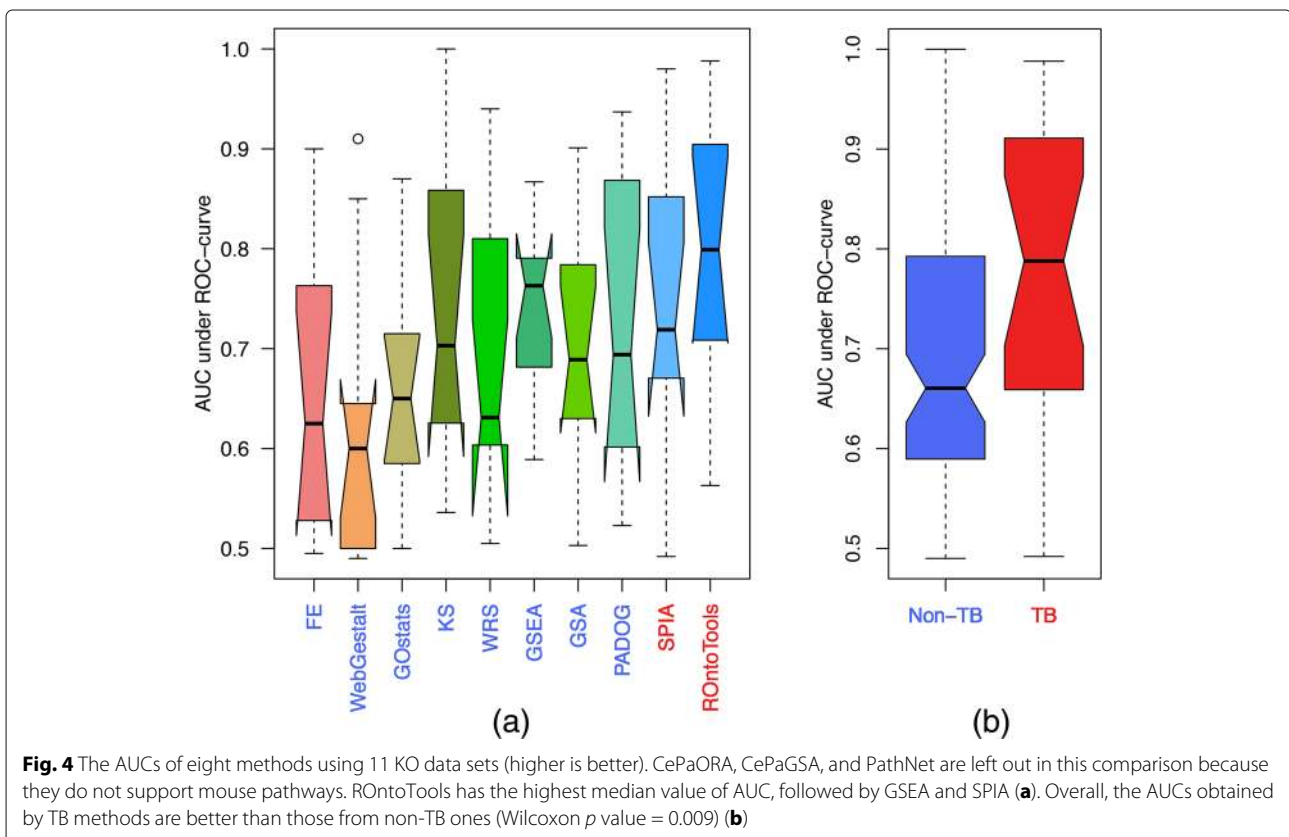 1.0
0.9
0.8
0.7
0.6
0.5
AUC under ROC−curve
FE
WebGestalt
GOstats
KS
WRS
GSEA
GSA
PADOG
SPIA
ROntoTools
(a)
1.0
0.9
0.8
0.7
0.6
0.5
AUC under ROC−curve
Non−TB
TB
(b)
Fig. 4 The AUCs of eight methods using 11 KO data sets (higher is better). CePaORA, CePaGSA, and PathNet are left out in this comparison because
they do not support mouse pathways. ROntoTools has the highest median value of AUC, followed by GSEA and SPIA (a). Overall, the AUCs obtained
by TB methods are better than those from non-TB ones (Wilcoxon p value = 0.009) (b)